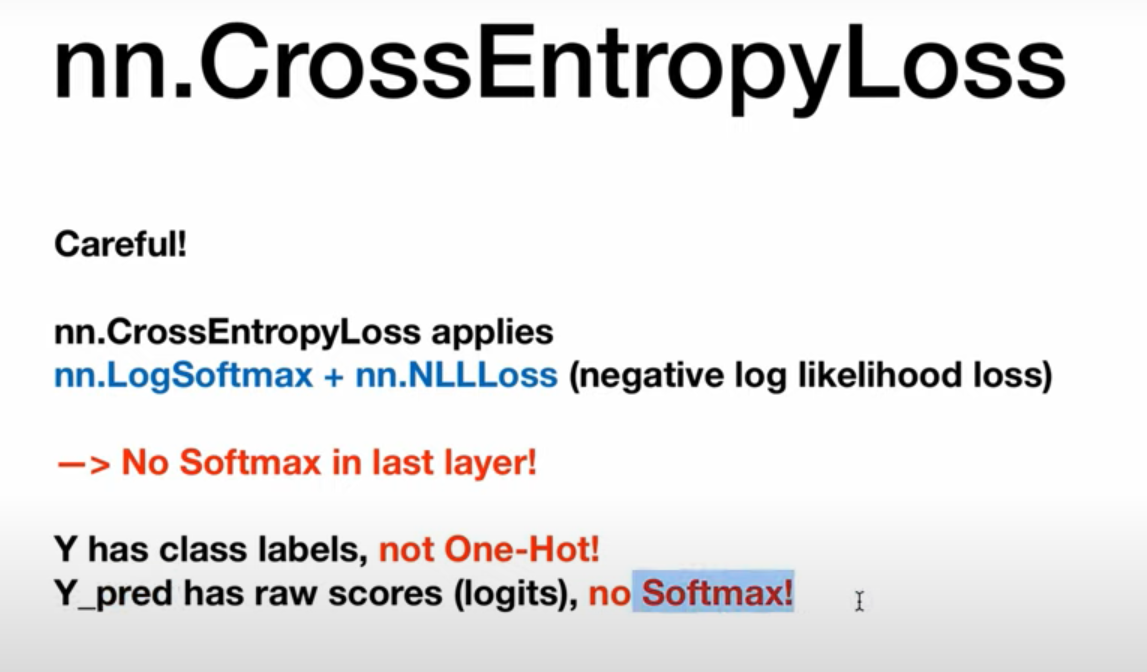 nn.CrossEntropyLoss
Careful!
nn.CrossEntropyLoss applies
nn.LogSoftmax + nn.NLLLoss (negative log likelihood loss)
—> No Softmax in last layer!
Y has class labels, not One-Hot!
Y_pred has raw scores (logits), no Softmax!